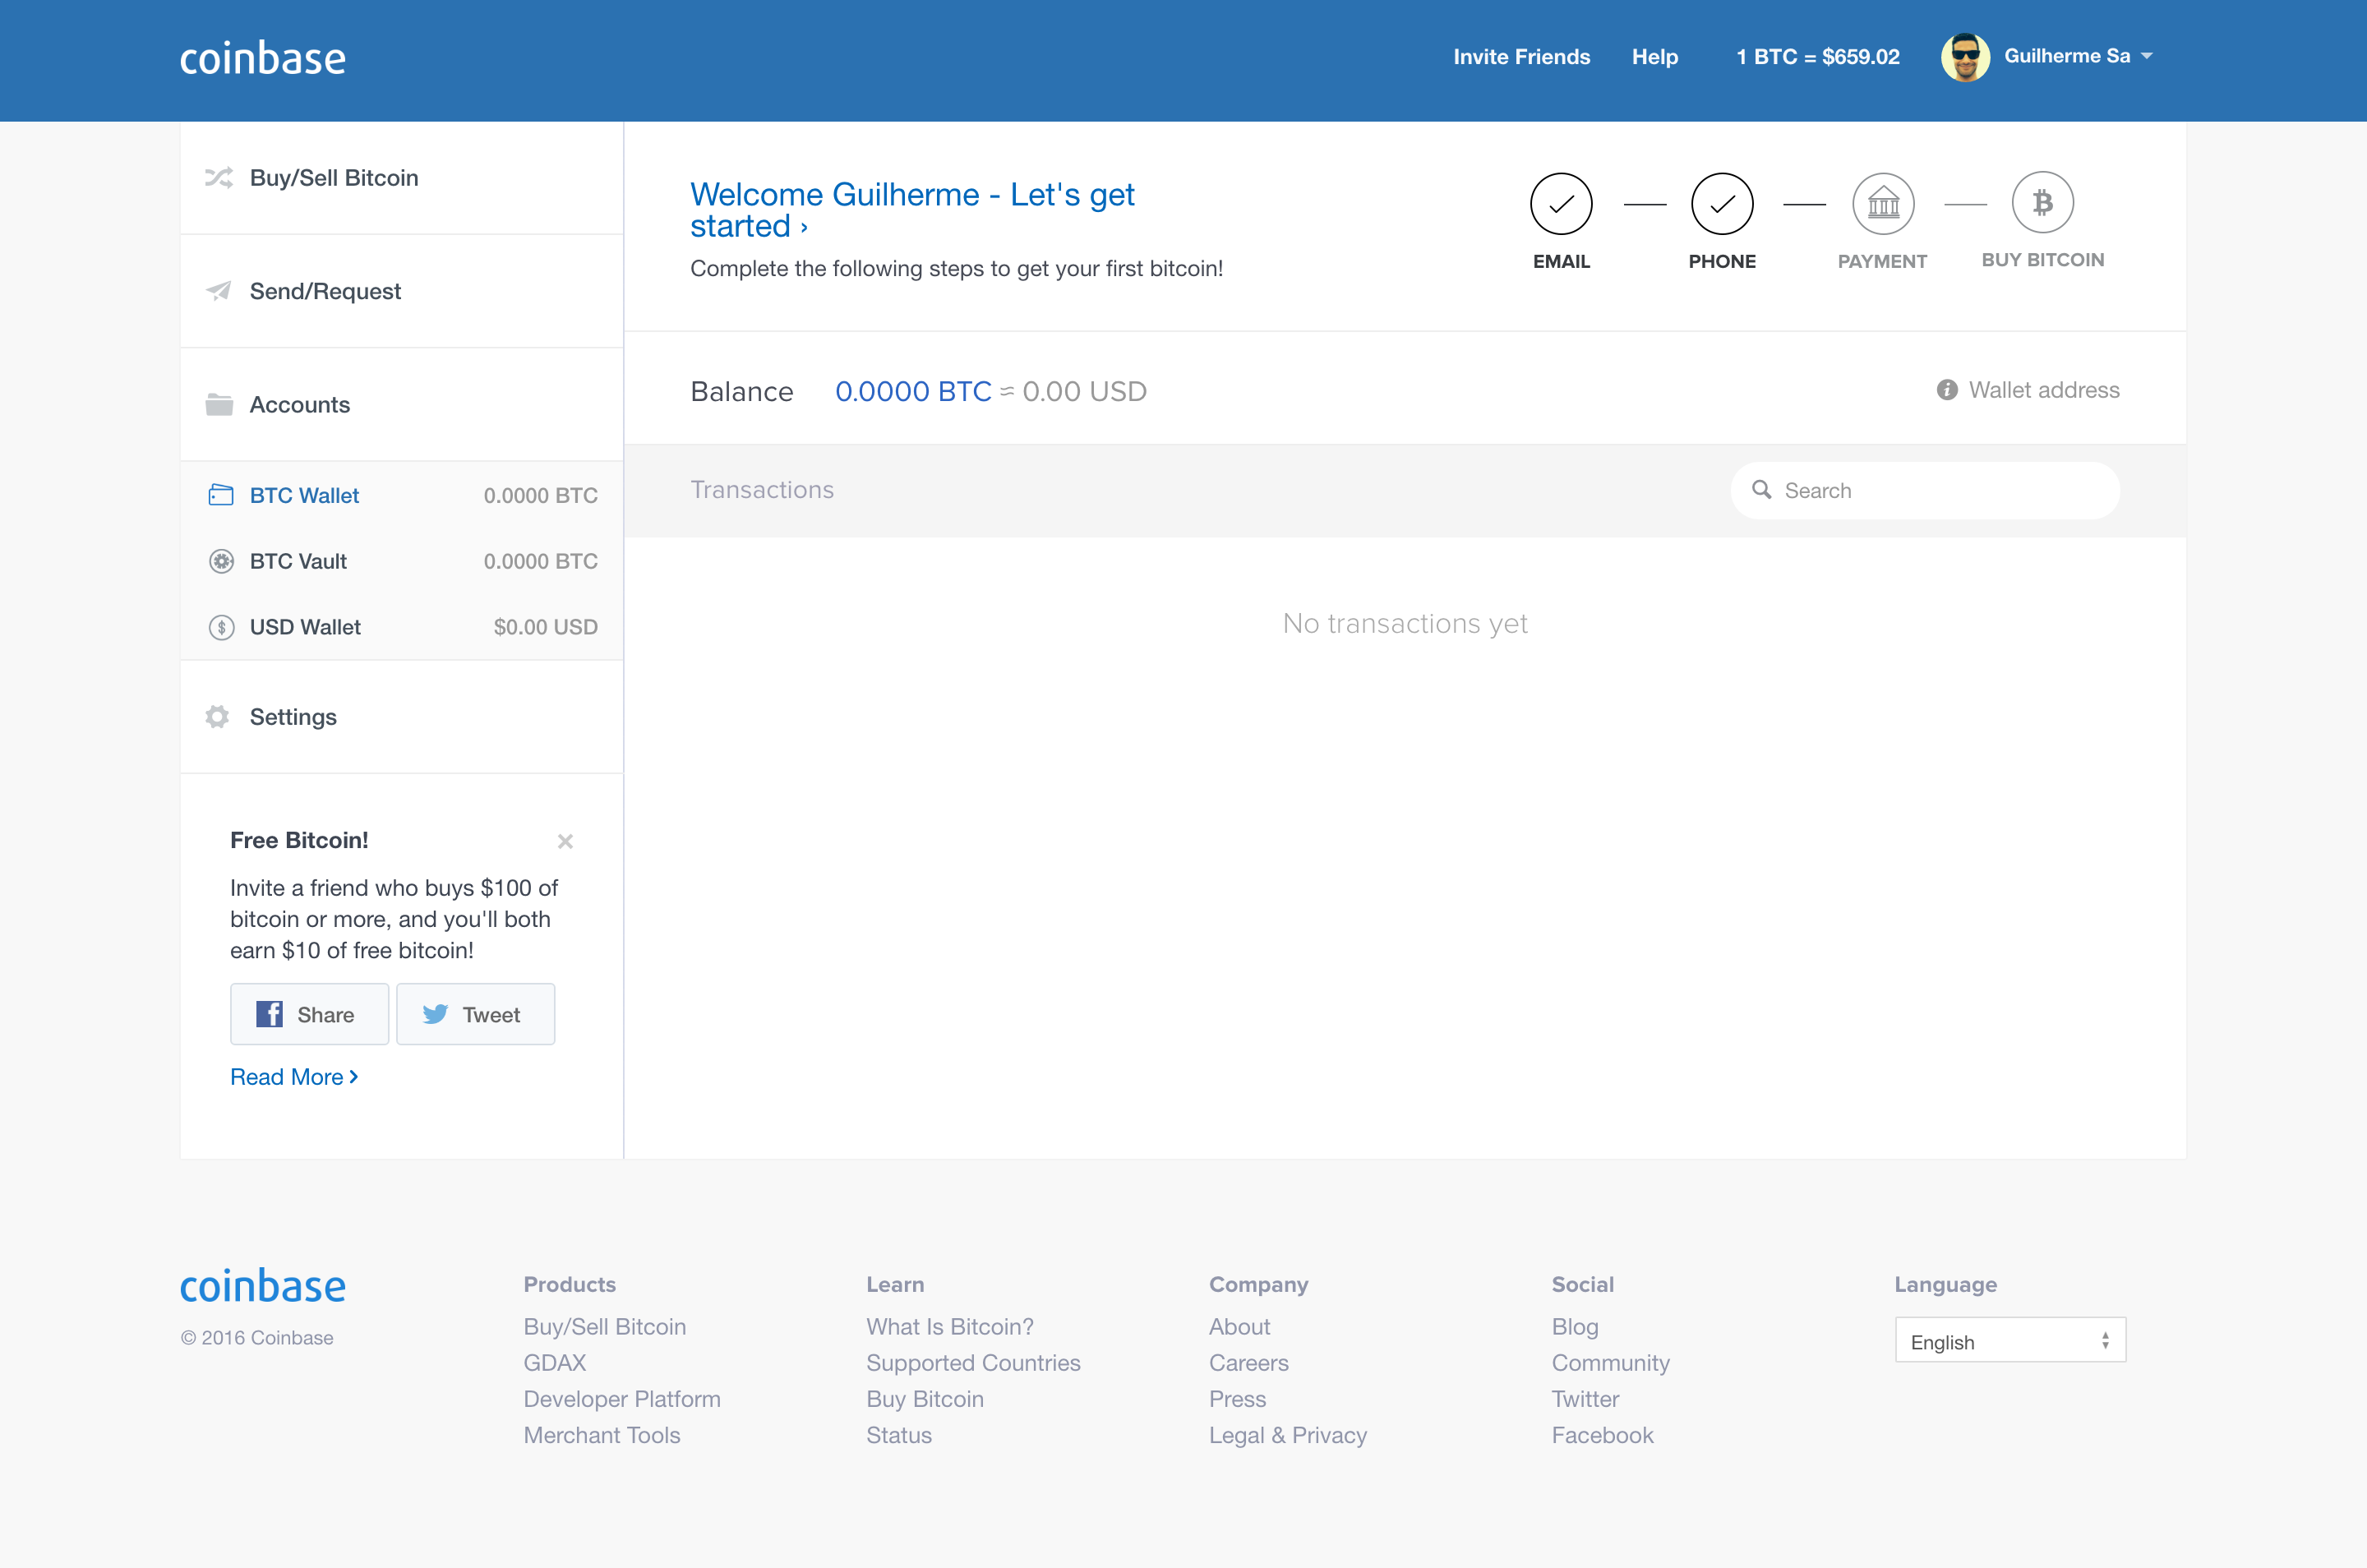 coinbase
Invite Friends
Help
1 BTC = $659.02
Guilherme Sa
Buy/Sell Bitcoin
Send/Request
Accounts
BTC Wallet 0.0000 BTC
BTC Vault 0.0000 BTC
USD Wallet $0.00 USD
Settings
Free Bitcoin!
Invite a friend who buys $100 of
bitcoin or more, and you'll both
earn $10 of free bitcoin!
Share
Tweet
Read More
Welcome Guilherme - Let's get
started ›
Complete the following steps to get your first bitcoin!
EMAIL
PHONE
PAYMENT
BUY BITCOIN
Balance 0.0000 BTC ≈ 0.00 USD
Wallet address
Transactions
Search
No transactions yet
coinbase
© 2016 Coinbase
Products
Buy/Sell Bitcoin
GDAX
Developer Platform
Merchant Tools
Learn
What Is Bitcoin?
Supported Countries
Buy Bitcoin
Status
Company
About
Careers
Press
Legal & Privacy
Social
Blog
Community
Twitter
Facebook
Language
English